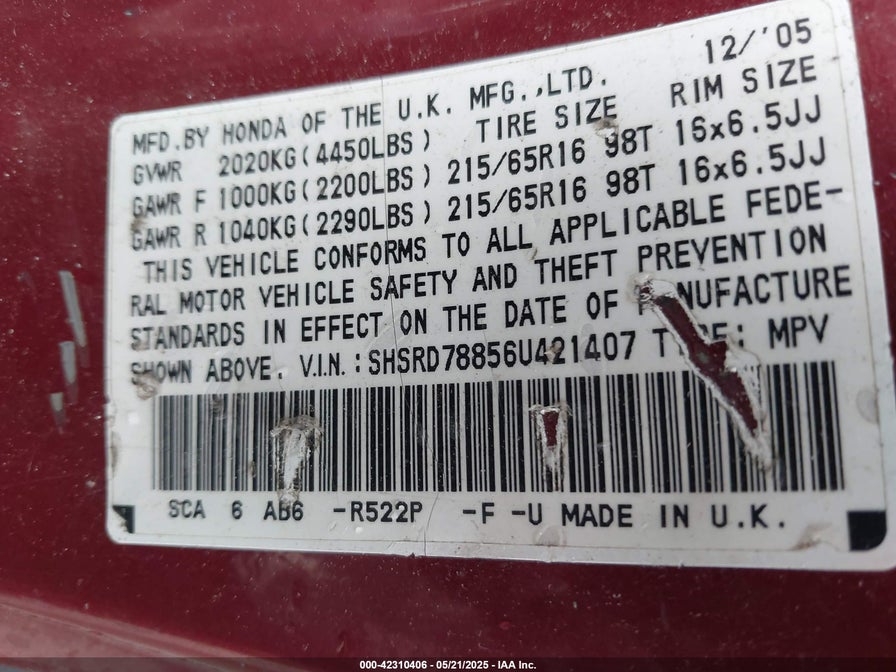 12/'05
MFD.BY HONDA OF THE U.K. MFG.,LTD.
GVWR 2020KG(4450LBS) TIRE SIZE RIM SIZE
GAWR F 1000KG(2200LBS) 215/65R16 98T 16x6.5JJ
GAWR R 1040KG(2290LBS) 215/65R16 98T 16x6.5JJ
THIS VEHICLE CONFORMS TO ALL APPLICABLE FEDE-
RAL MOTOR VEHICLE SAFETY AND THEFT PREVENTION
STANDARDS IN EFFECT ON THE DATE OF MANUFACTURE
SHOWN ABOVE. V.I.N.:SHSRD78856U421407 TYPE: MPV
SCA 6 AB6 -R522P -F -U MADE IN U.K.
000-42310406 - 05/21/2025 - IAA Inc.